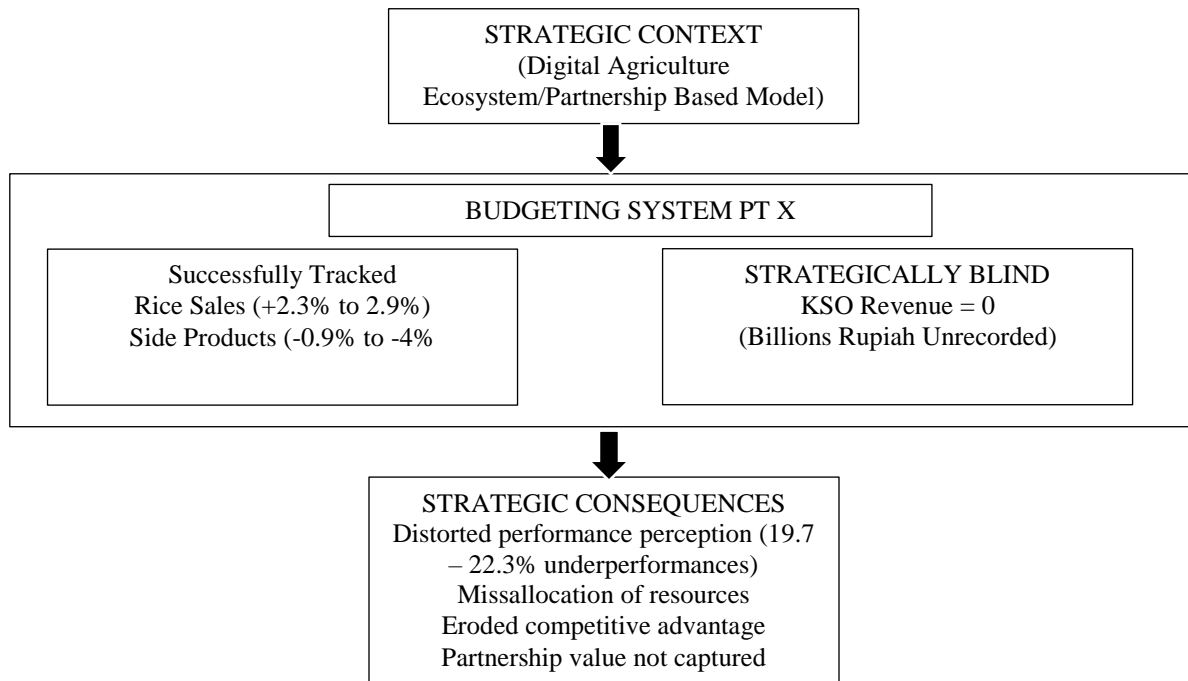 STRATEGIC CONTEXT
(Digital Agriculture
Ecosystem/Partnership Based Model)
BUDGETING SYSTEM PT X
Successfully Tracked
Rice Sales (+2.3% to 2.9%)
Side Products (-0.9% to -4%
STRATEGICALLY BLIND
KSO Revenue = 0
(Billions Rupiah Unrecorded)
STRATEGIC CONSEQUENCES
Distorted performance perception (19.7
– 22.3% underperformances)
Missallocation of resources
Eroded competitive advantage
Partnership value not captured